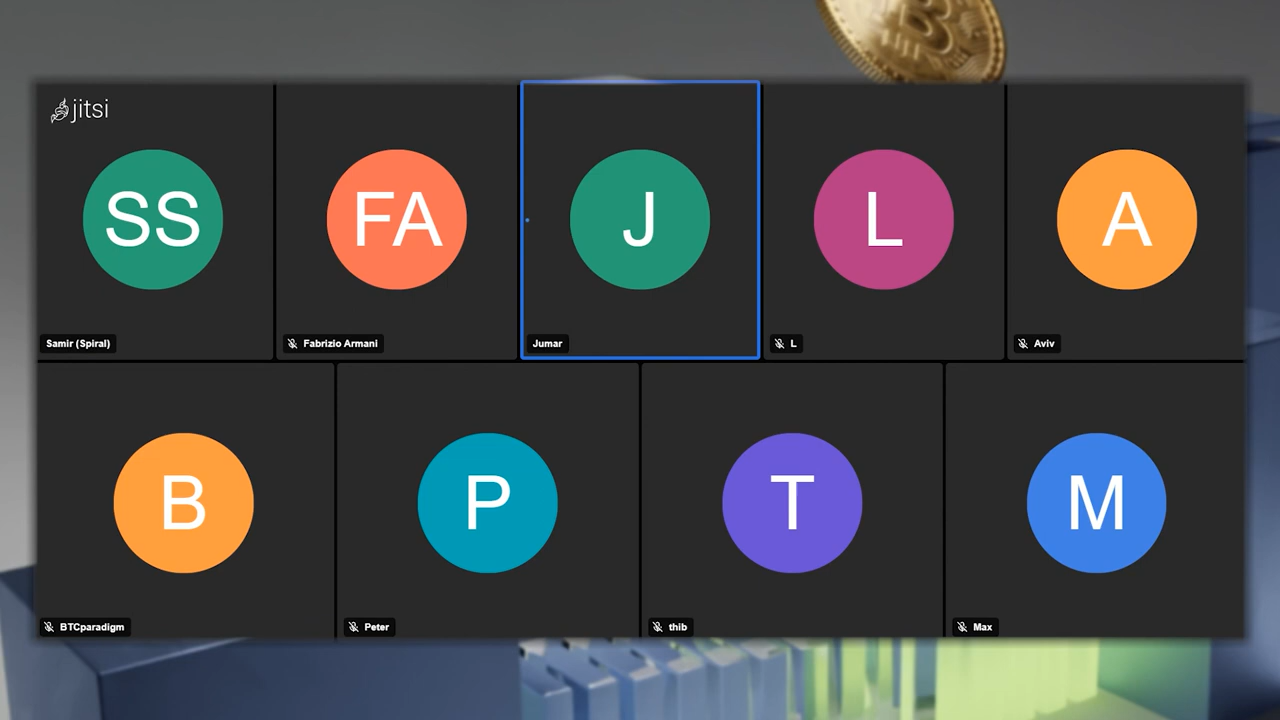 jitsi
SS
FA
J
L
A
Samir (Spiral)
Fabrizio Armani
Jumar
L
Aviv
B
P
T
M
BTCparadigm
Peter
thib
Max